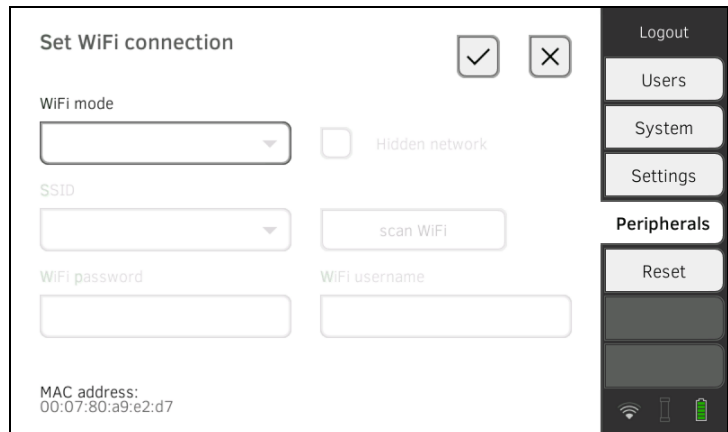 Set WiFi connection
WiFi mode
Hidden network
SSID
scan WiFi
WiFi password
WiFi username
MAC address:
00:07:80:a9:e2:d7
Logout
Users
System
Settings
Peripherals
Reset